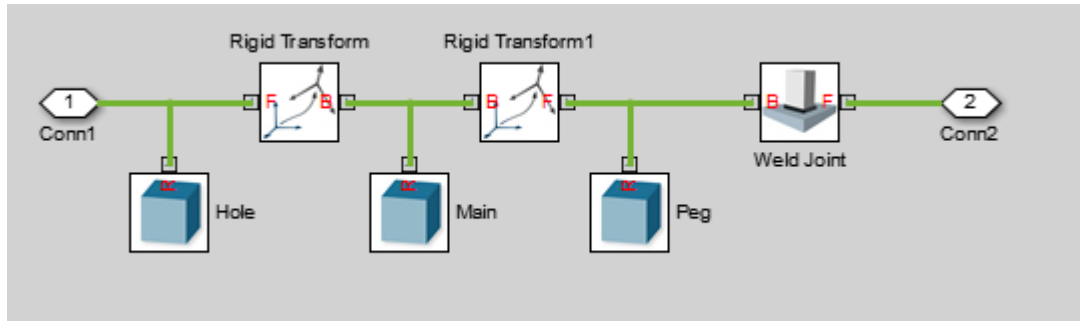 Rigid Transform
Rigid Transform1
1
F
B
B
F
B
F
2
Conn1
Weld Joint
Conn2
R
Hole
R
Main
R
Peg